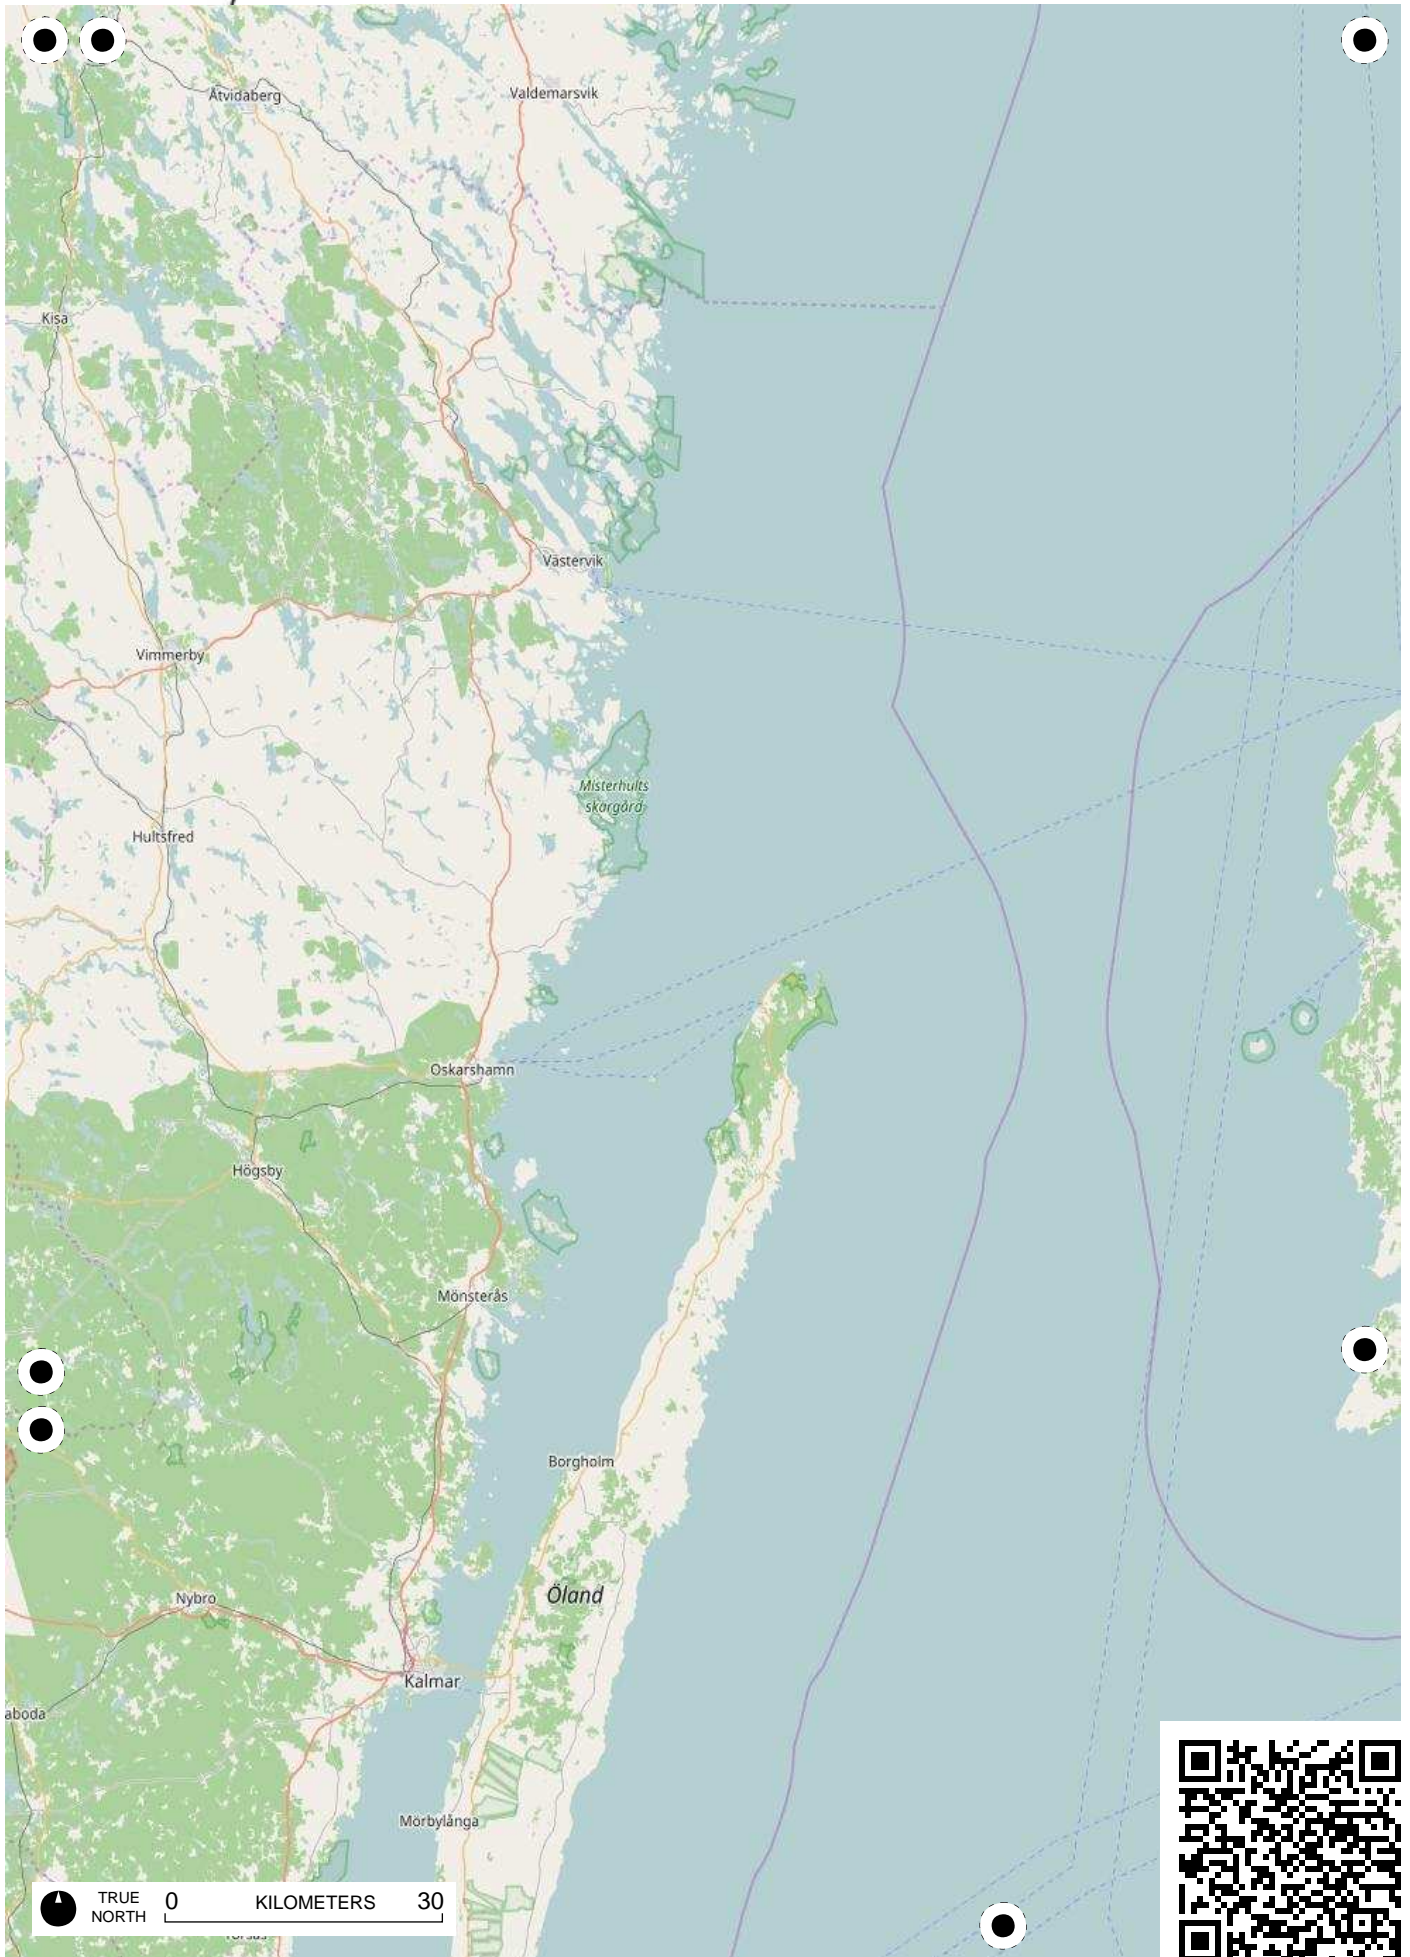 Åtvidaberg
Valdemarsvik
Kisa
Västervik
Vimmerby
Misterhults
skärgård
Hultsfred
Oskarshamn
Högsby
Mönsterås
Borgholm
Öland
Nybro
Kalmar
aboda
Mörbylånga
TRUE
NORTH
0
KILOMETERS
30